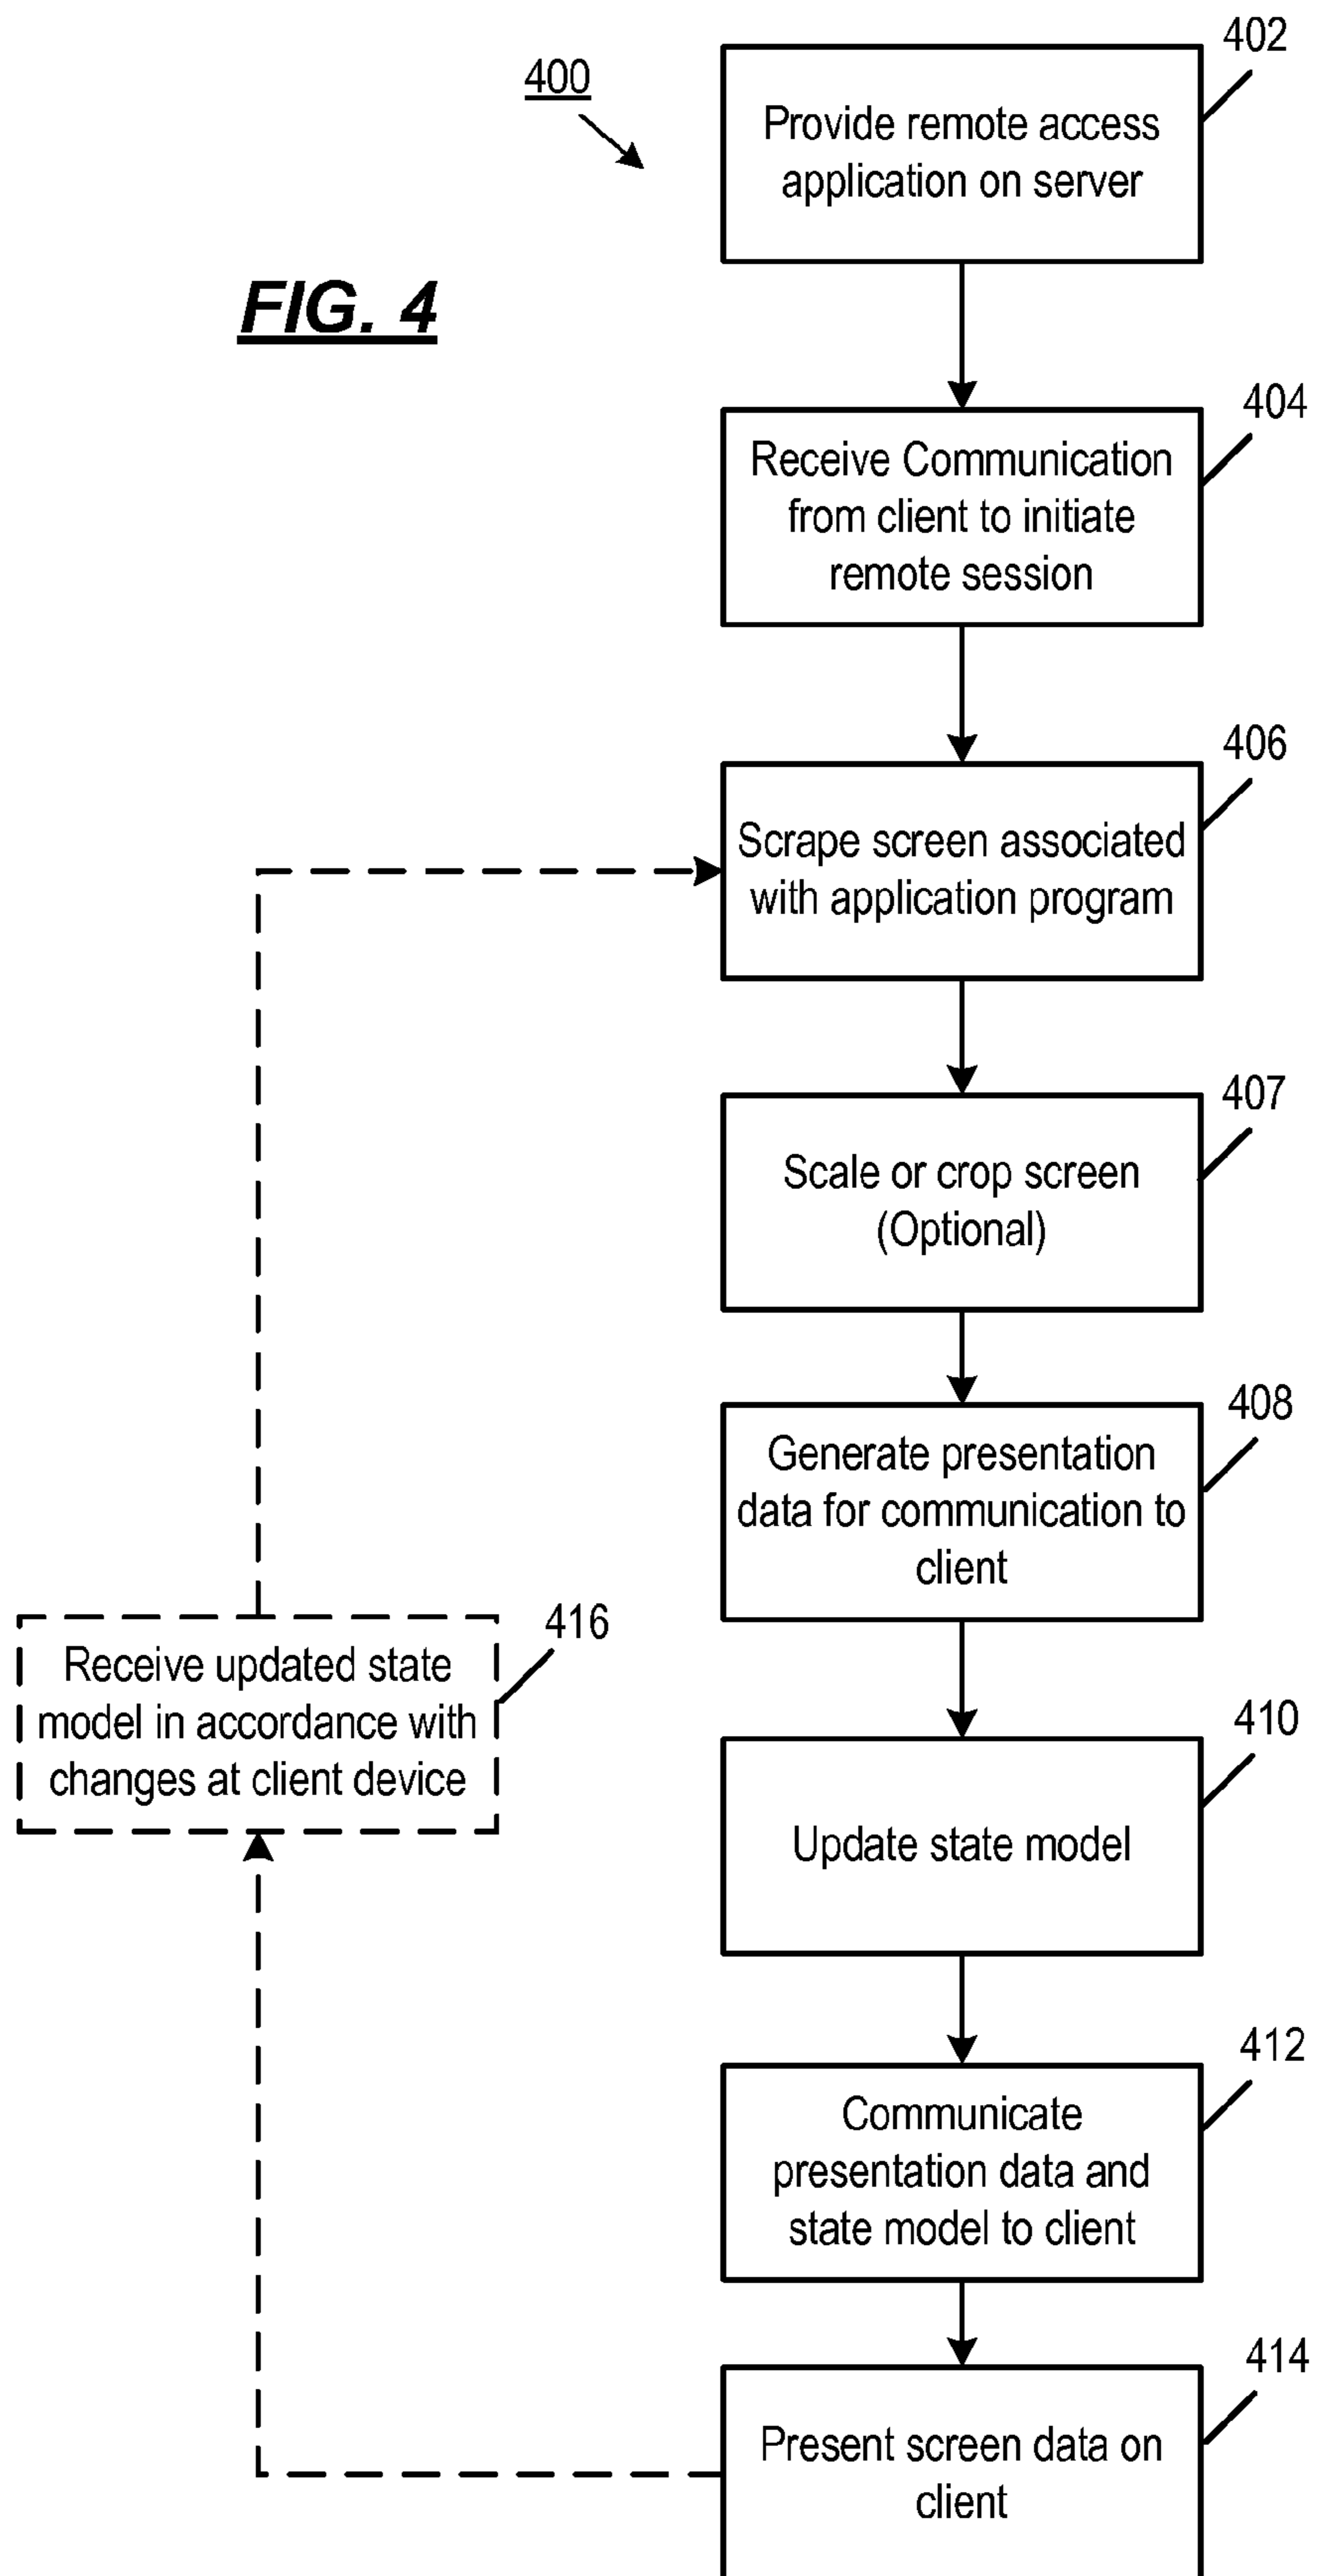 400
FIG. 4
402
Provide remote access
application on server
404
Receive Communication
from client to initiate
remote session
406
Scrape screen associated
with application program
407
Scale or crop screen
(Optional)
408
Generate presentation
data for communication to
client
416
Receive updated state
model in accordance with
changes at client device
410
Update state model
412
Communicate
presentation data and
state model to client
414
Present screen data on
client